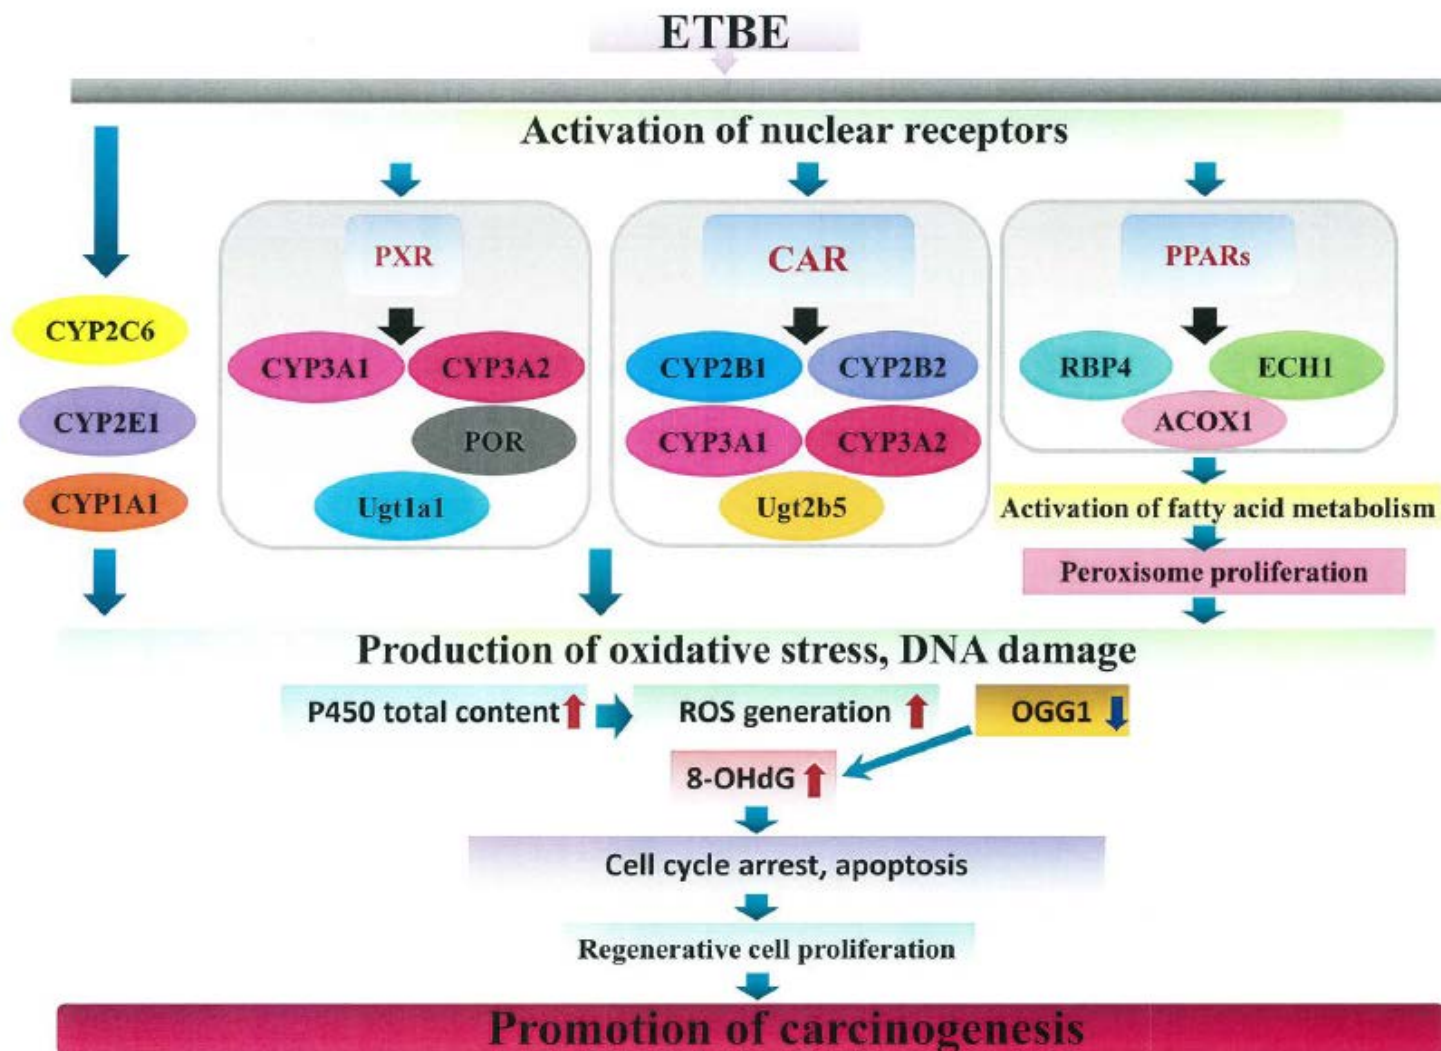 ETBE
Activation of nuclear receptors
PXR
CAR
PPARs
CYP2C6
CYP2E1
CYP1A1
CYP3A1
CYP3A2
POR
Ugt1a1
CYP2B1
CYP2B2
CYP3A1
CYP3A2
Ugt2b5
RBP4
ECH1
ACOX1
Activation of fatty acid metabolism
Peroxisome proliferation
Production of oxidative stress, DNA damage
P450 total content
ROS generation
OGG1
8-OHdG
Cell cycle arrest, apoptosis
Regenerative cell proliferation
Promotion of carcinogenesis